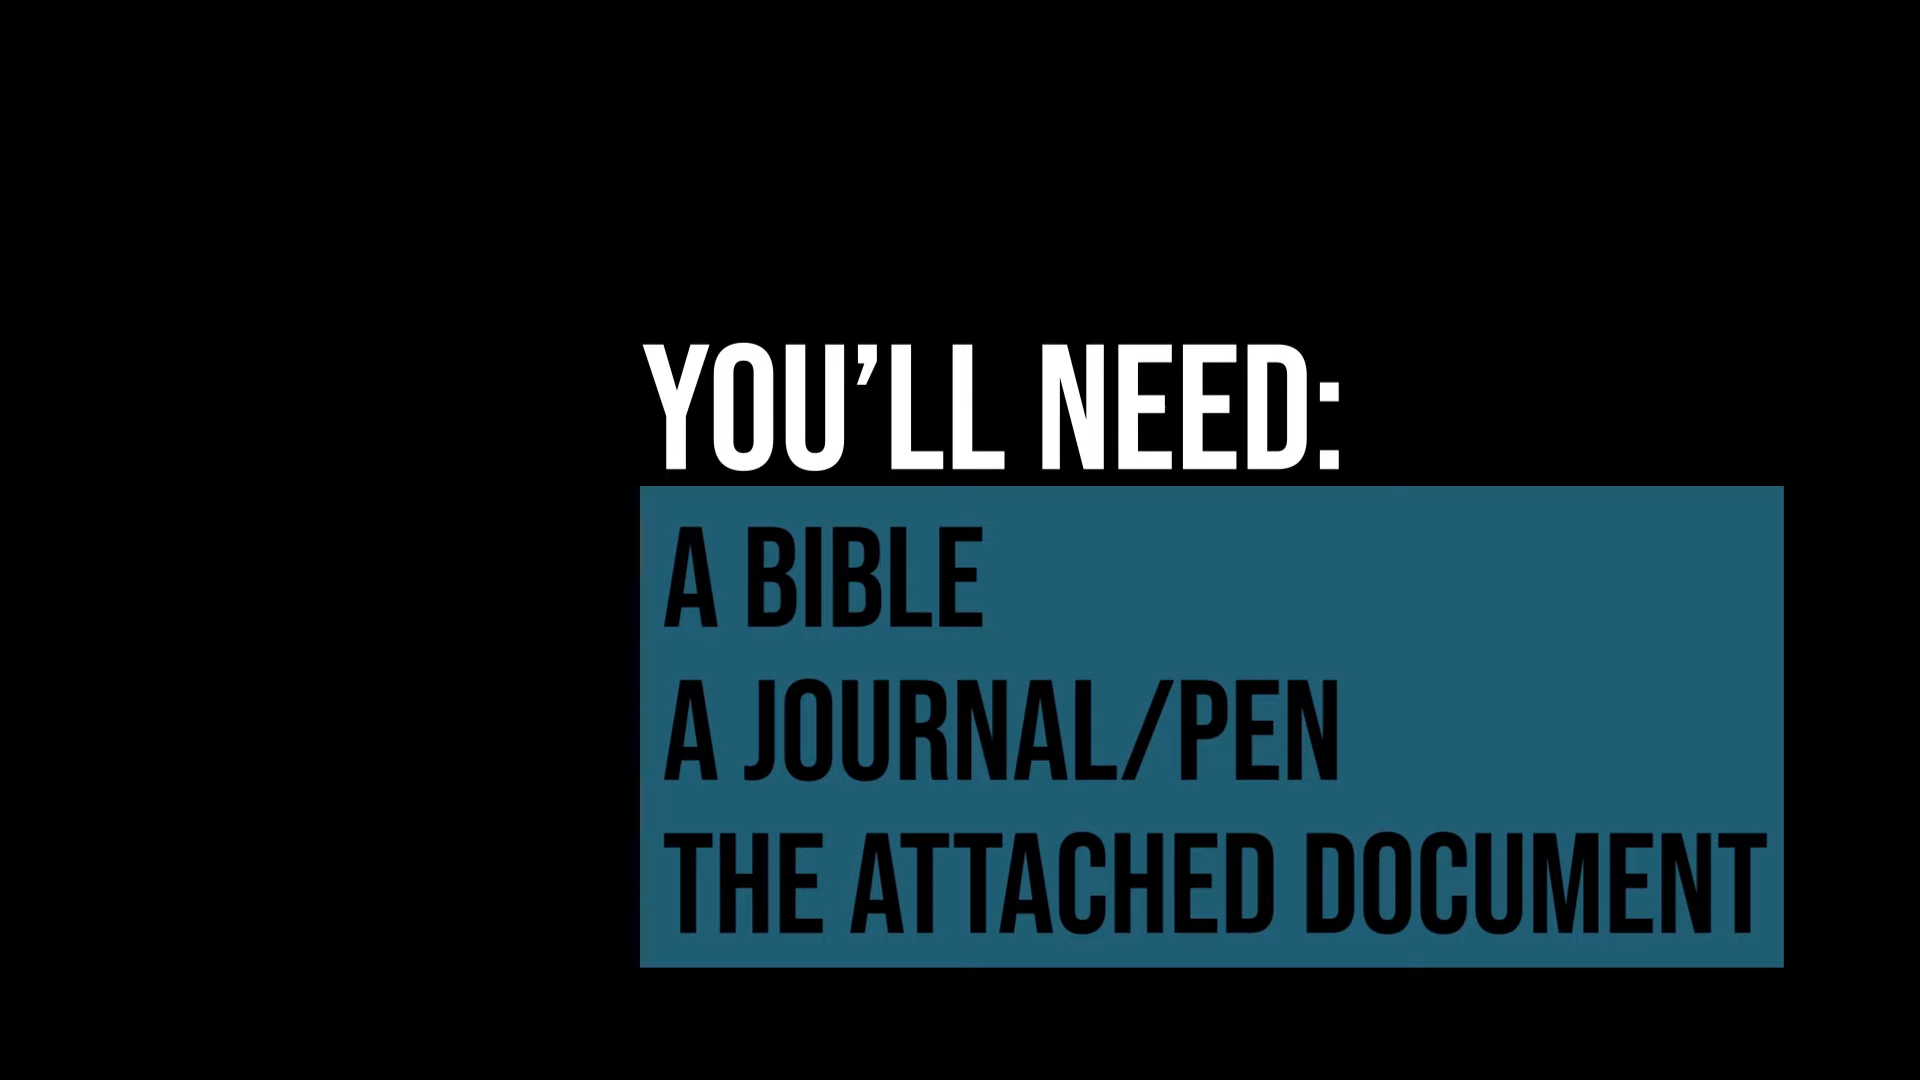 YOU’LL NEED:
A BIBLE
A JOURNAL/PEN
THE ATTACHED DOCUMENT